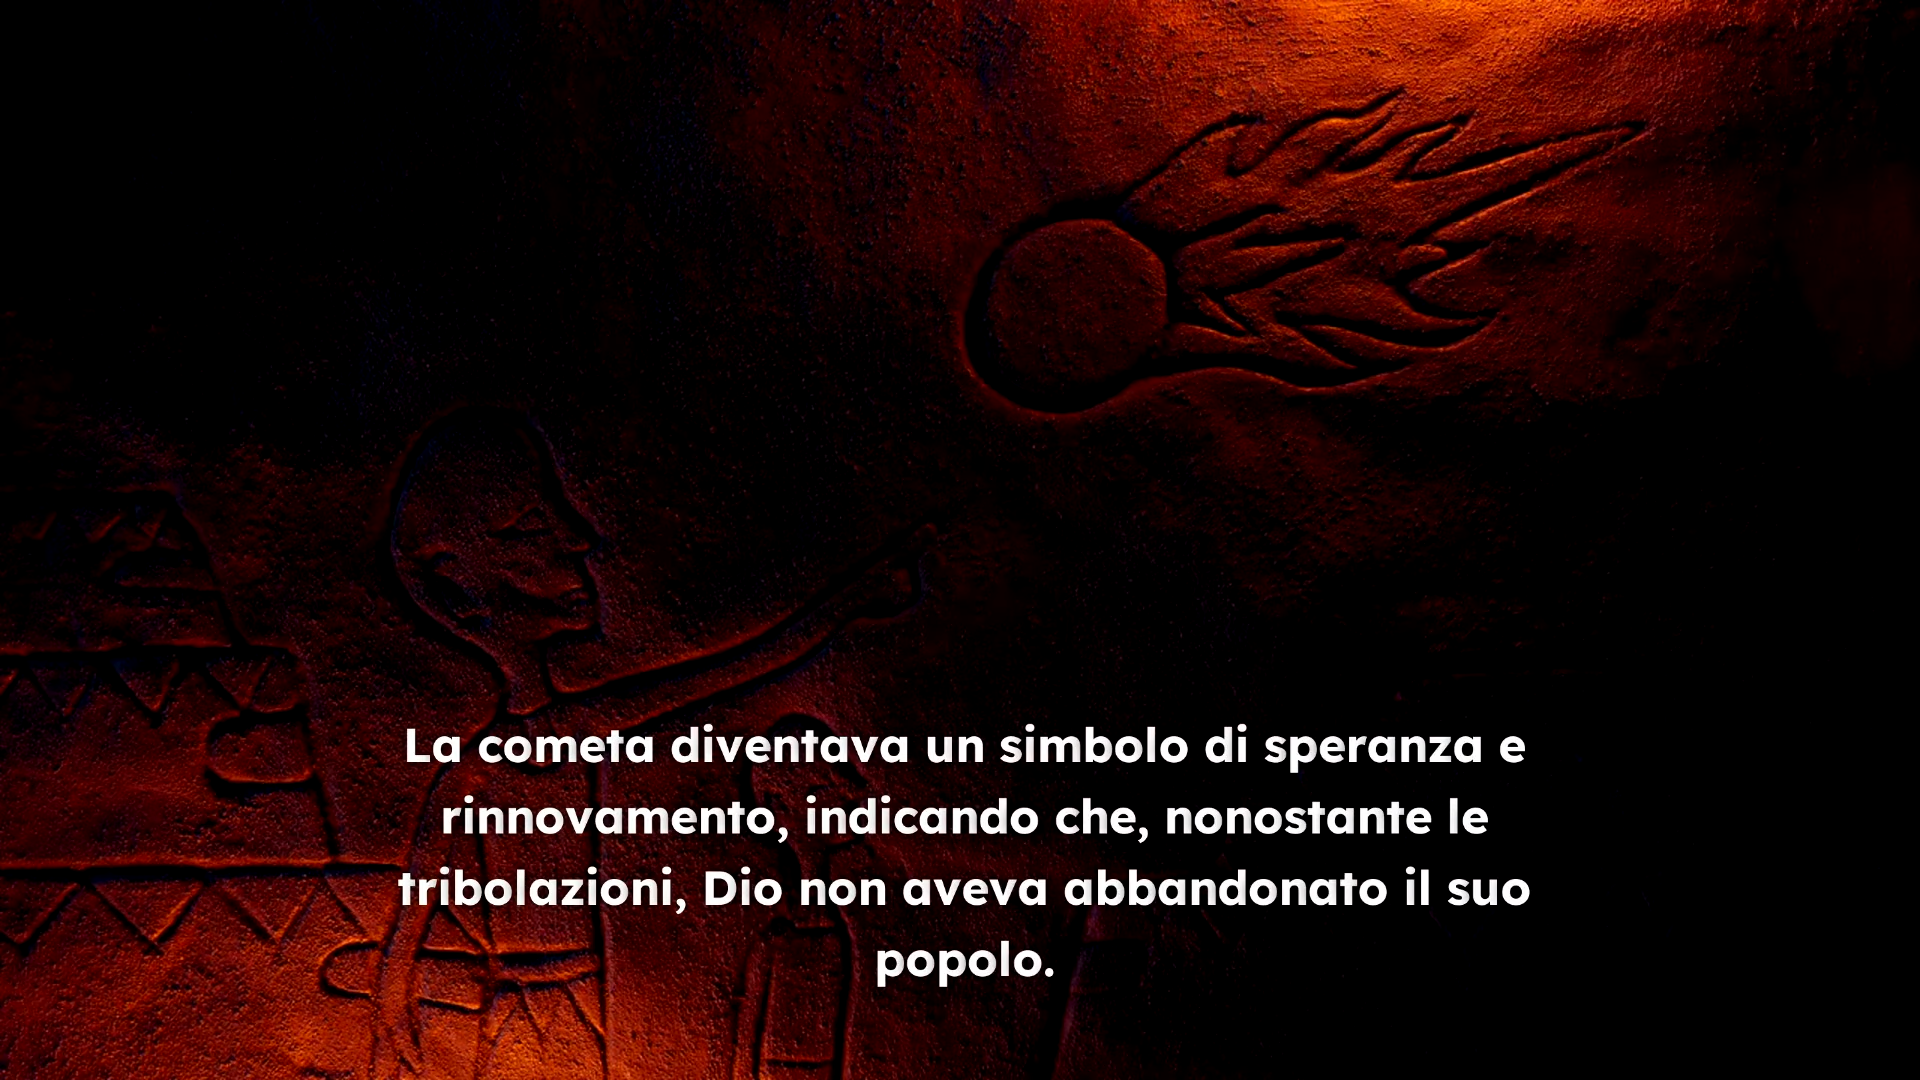 La cometa diventava un simbolo di speranza e
rinnovamento, indicando che, nonostante le
tribolazioni, Dio non aveva abbandonato il suo
popolo.